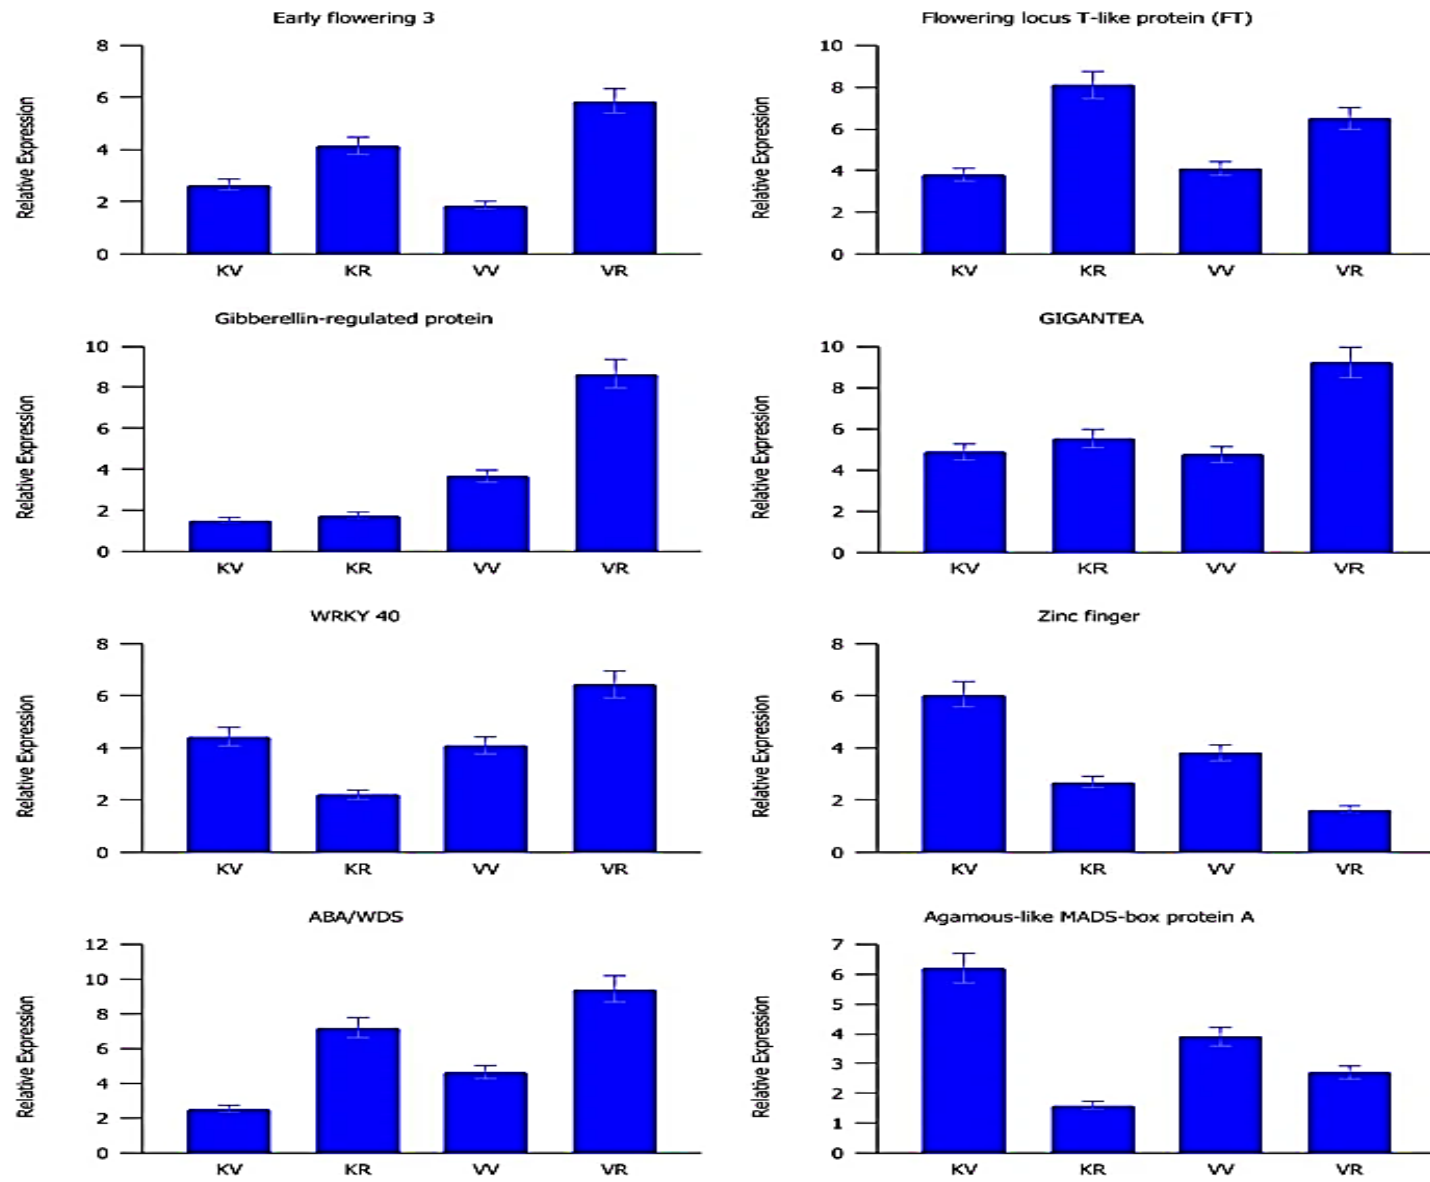 Early flowering 3
Relative Expression
8
6
4
2
0
KV KR VV VR
Flowering locus T-like protein (FT)
Relative Expression
10
8
6
4
2
0
KV KR VV VR
Gibberellin-regulated protein
Relative Expression
10
8
6
4
2
0
KV KR VV VR
GIGANTEA
Relative Expression
10
8
6
4
2
0
KV KR VV VR
WRKY 40
Relative Expression
8
6
4
2
0
KV KR VV VR
Zinc finger
Relative Expression
8
6
4
2
0
KV KR VV VR
ABA/WDS
Relative Expression
12
10
8
6
4
2
0
KV KR VV VR
Agamous-like MADS-box protein A
Relative Expression
7
6
5
4
3
2
1
0
KV KR VV VR